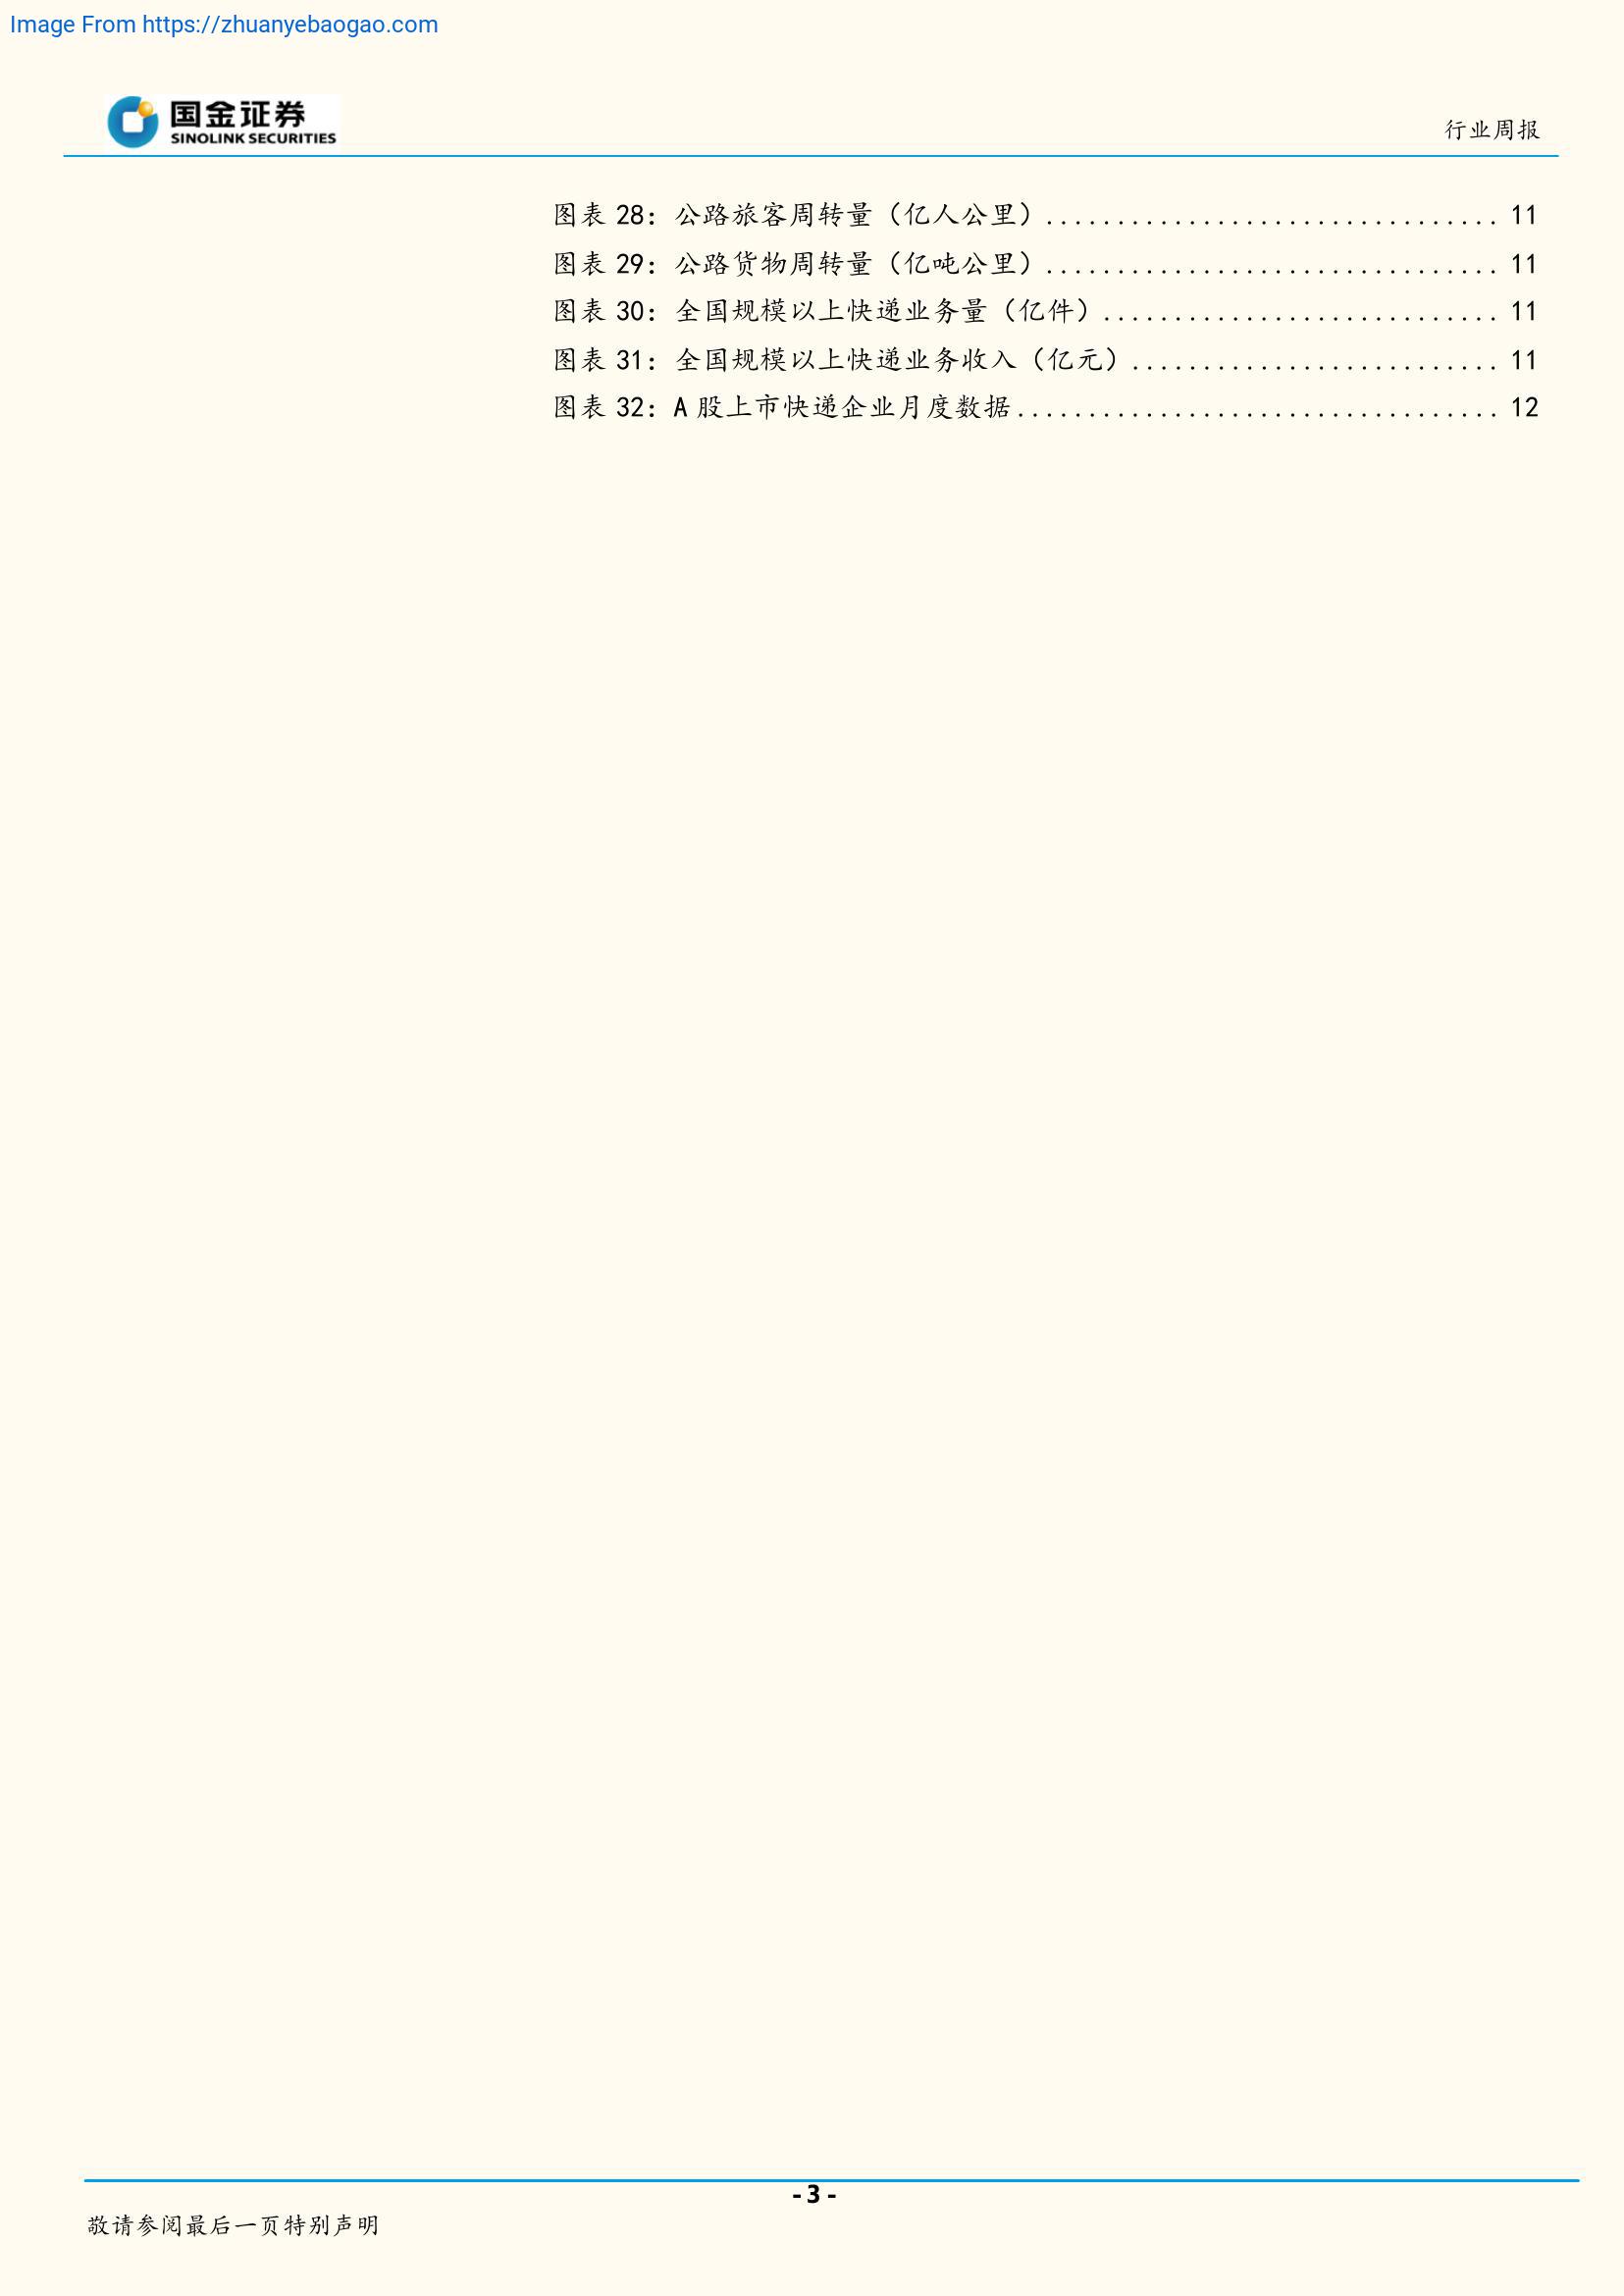 Image From https://zhuanyebaogao.com
国金证券
SINOLINK SECURITIES
行业周报
图表 28：公路旅客周转量（亿人公里）................................ 11
图表 29：公路货物周转量（亿吨公里）................................ 11
图表 30：全国规模以上快递业务量（亿件）............................ 11
图表 31：全国规模以上快递业务收入（亿元）.......................... 11
图表 32：A 股上市快递企业月度数据.................................. 12
- 3 -
敬请参阅最后一页特别声明